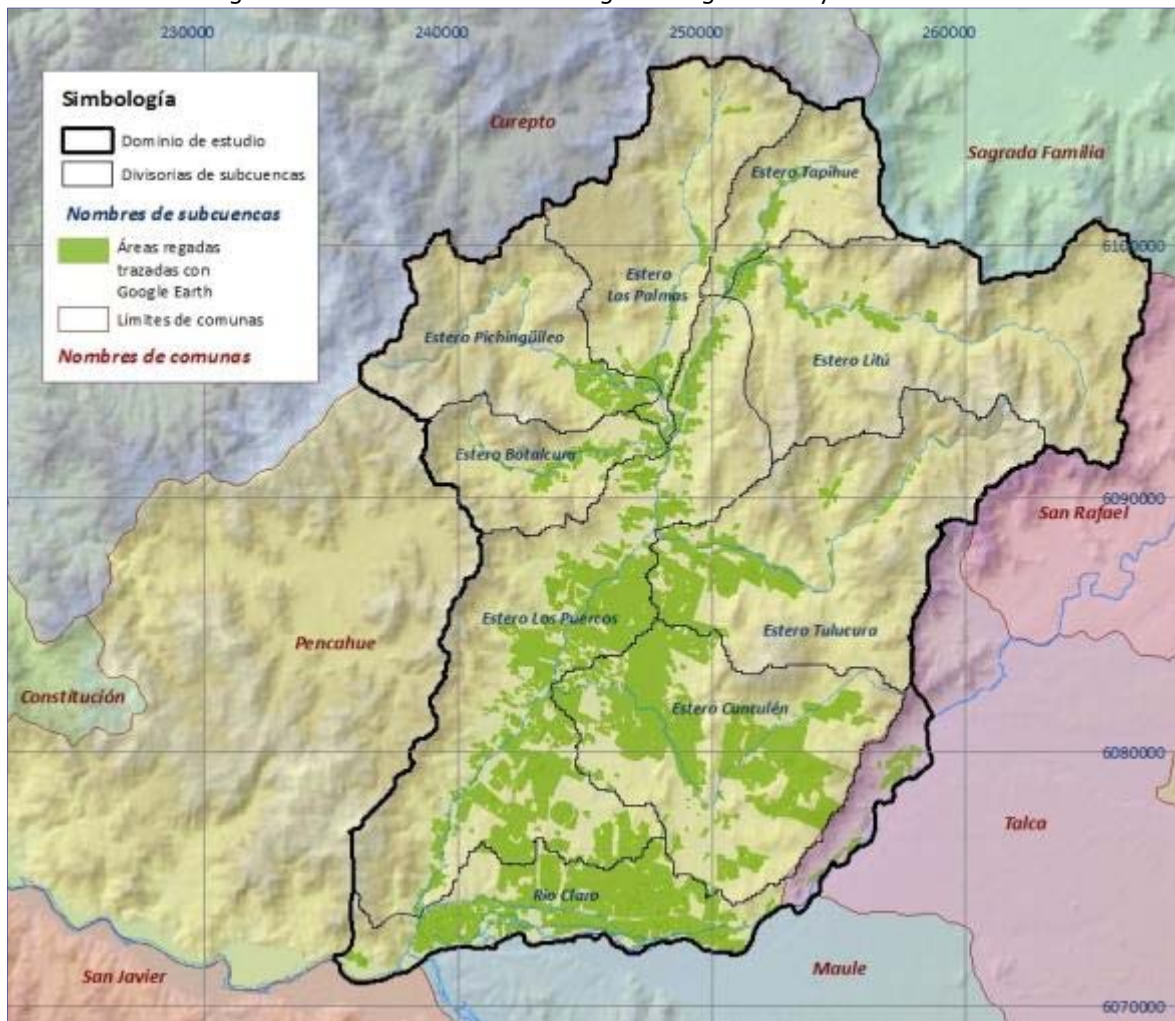 230000
240000
250000
260000
Simbología
Dominio de estudio
Divisorias de subcuencas
Nombres de subcuencas
Áreas regadas
trazadas con
Google Earth
Límites de comunas
Nombres de comunas
Curepto
Sagrada Familia
Estero Tapihue
6100000
Estero
Las Palmas
Estero Pichingüileo
Estero Litú
Estero Botalcura
6090000
San Rafael
Estero Los Puercos
Estero Tulucura
Pencahue
Constitución
Estero Cunculén
6080000
Talca
Río Claro
San Javier
Maule
6070000